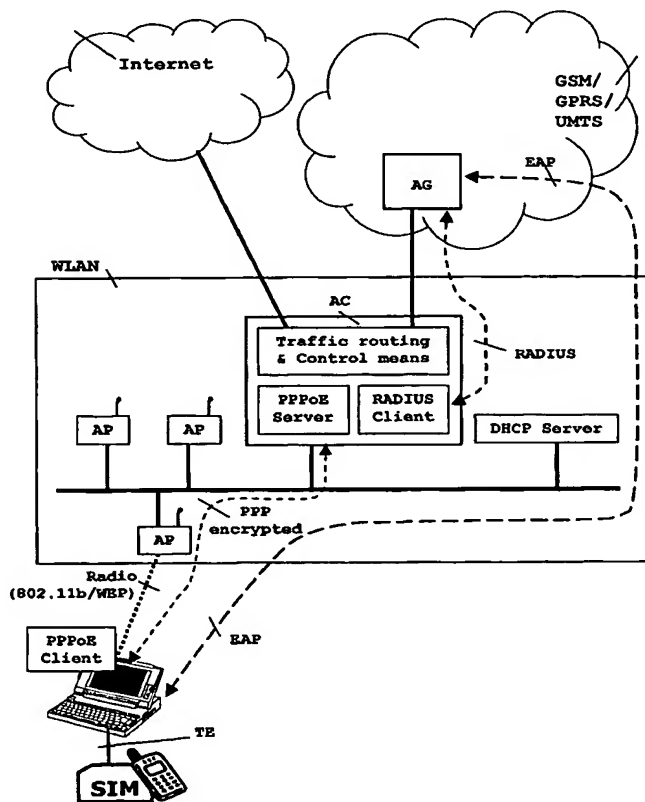 Internet
GSM/
GPRS/
UMTS
EAP
AG
WLAN
AC
Traffic routing
& Control means
RADIUS
PPPoE
Server
RADIUS
Client
AP
AP
DHCP Server
PPP
encrypted
AP
Radio
(802.11b/WEP)
PPPoE
Client
EAP
TE
SIM